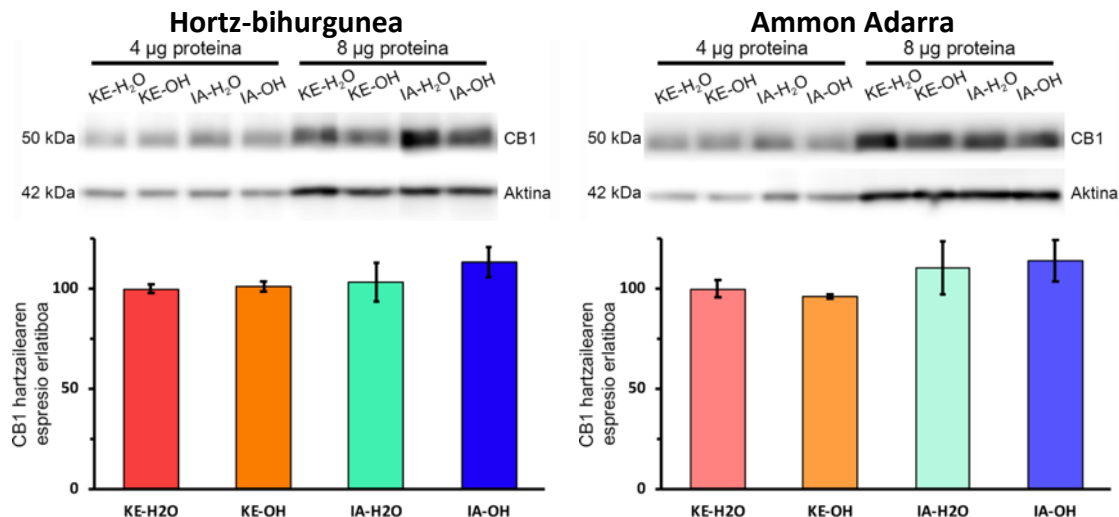 Hortz-bihurgunea
4 µg proteina 8 µg proteina
KE-H₂O KE-OH IA-H₂O IA-OH KE-H₂O KE-OH IA-H₂O IA-OH
50 kDa CB1
42 kDa Aktina
CB1 hartzailearen
espresio erlatiboa
100
50
0
KE-H2O KE-OH IA-H2O IA-OH
Ammon Adarra
4 µg proteina 8 µg proteina
KE-H₂O KE-OH IA-H₂O IA-OH KE-H₂O KE-OH IA-H₂O IA-OH
50 kDa CB1
42 kDa Aktina
CB1 hartzailearen
espresio erlatiboa
100
50
0
KE-H2O KE-OH IA-H2O IA-OH